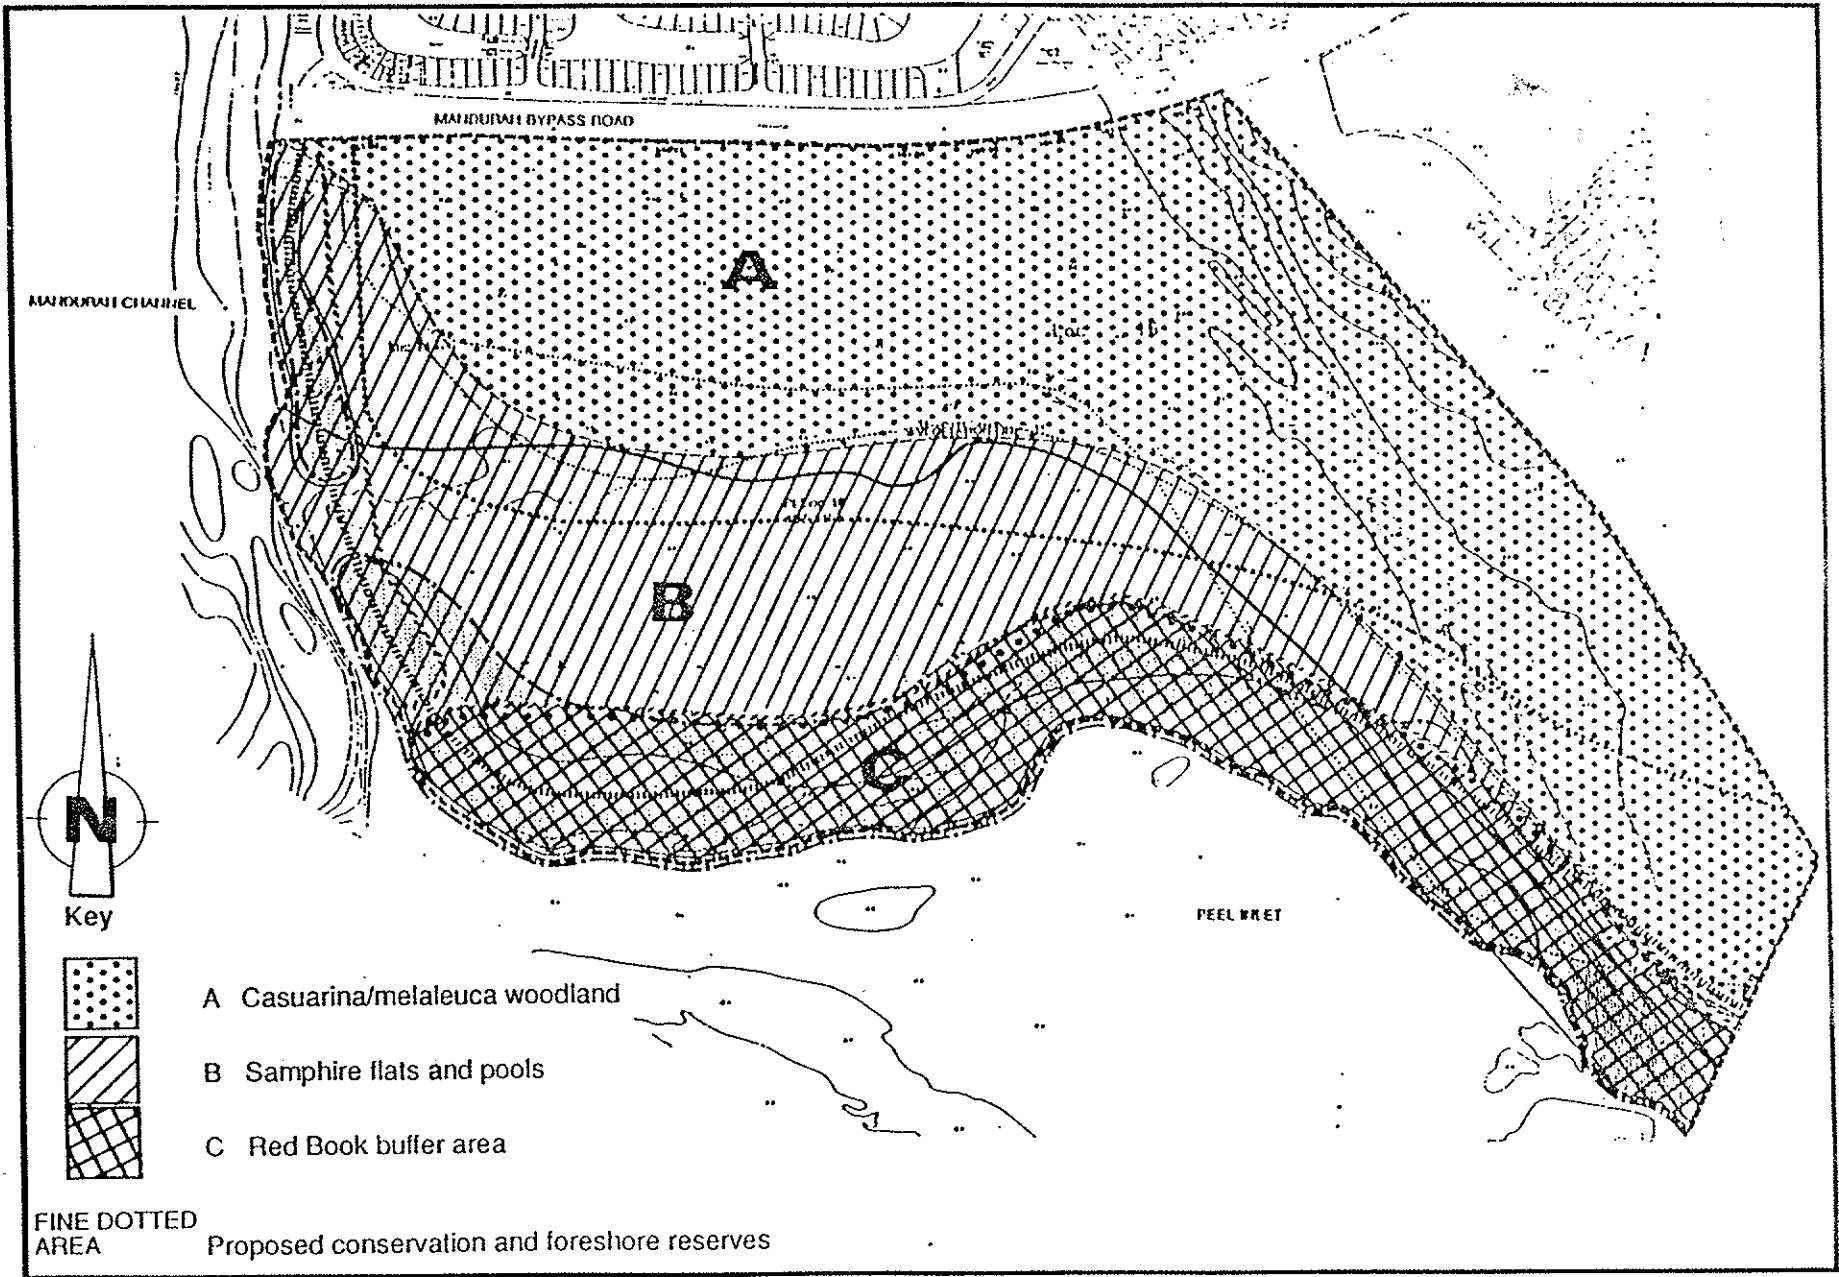 MANDURAH BYPASS ROAD
A
MANDURAH CHANNEL
B
C
N
PEEL INLET
Key
A Casuarina/melaleuca woodland
B Samphire flats and pools
C Red Book buffer area
FINE DOTTED
AREA Proposed conservation and foreshore reserves